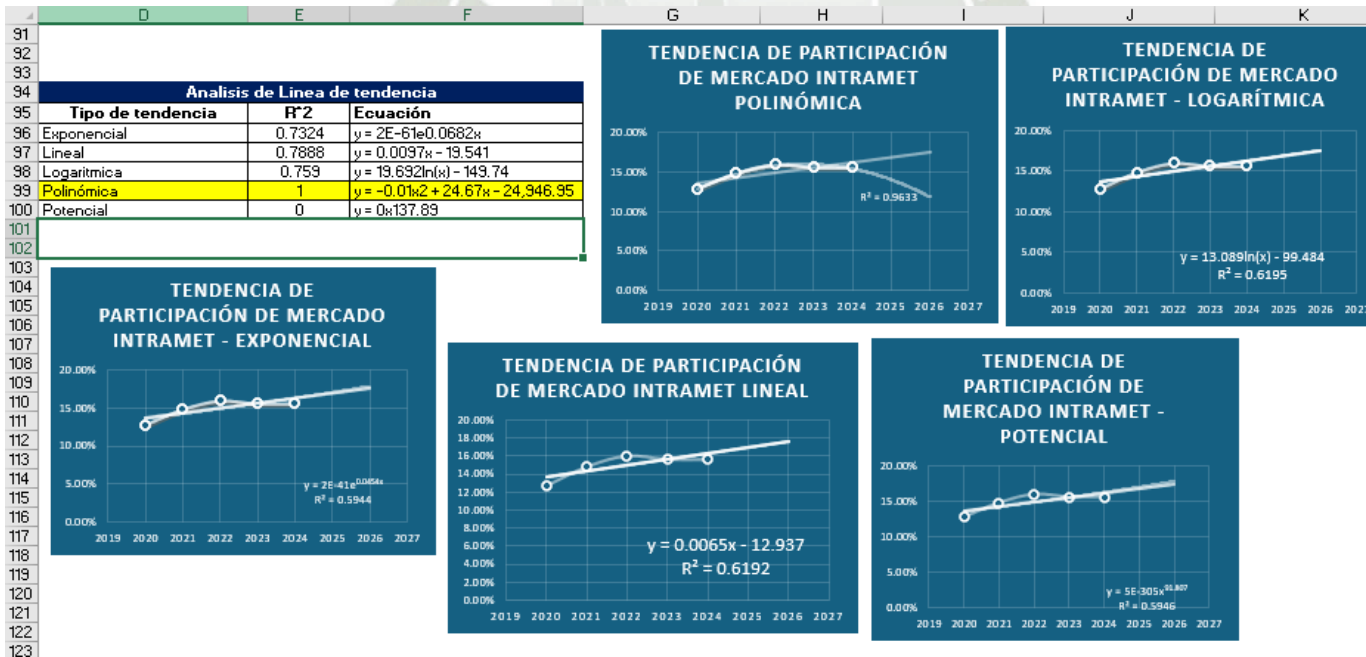 D E F G H I J K
91
92
93
94 Analisis de Linea de tendencia
95 Tipo de tendencia R^2 Ecuación
96 Exponencial 0.7324 y = 2E-61e0.0682x
97 Lineal 0.7888 y = 0.0097x - 19.541
98 Logaritmica 0.759 y = 19.692ln(x) - 149.74
99 Polinómica 1 y = -0.01x2 + 24.67x - 24,946.95
100 Potencial 0 y = 0x137.89
101
102
103
104
105
106
107
108
109
110
111
112
113
114
115
116
117
118
119
120
121
122
123
TENDENCIA DE PARTICIPACIÓN
DE MERCADO INTRAMET
POLINÓMICA
20.00%
15.00%
10.00%
5.00%
0.00%
R² = 0.9633
2019 2020 2021 2022 2023 2024 2025 2026 2027
TENDENCIA DE
PARTICIPACIÓN DE MERCADO
INTRAMET - LOGARÍTMICA
20.00%
15.00%
10.00%
5.00%
0.00%
y = 13.089ln(x) - 99.484
R² = 0.6195
2019 2020 2021 2022 2023 2024 2025 2026
TENDENCIA DE
PARTICIPACIÓN DE MERCADO
INTRAMET - EXPONENCIAL
20.00%
15.00%
10.00%
5.00%
0.00%
y = 2E-41e^0.0454x
R² = 0.5944
2019 2020 2021 2022 2023 2024 2025 2026 2027
TENDENCIA DE PARTICIPACIÓN
DE MERCADO INTRAMET LINEAL
20.00%
18.00%
16.00%
14.00%
12.00%
10.00%
8.00%
6.00%
4.00%
2.00%
0.00%
y = 0.0065x - 12.937
R² = 0.6192
2019 2020 2021 2022 2023 2024 2025 2026 2027
TENDENCIA DE
PARTICIPACIÓN DE
MERCADO INTRAMET -
POTENCIAL
20.00%
15.00%
10.00%
5.00%
0.00%
y = 5E-305x^91.807
R² = 0.5946
2019 2020 2021 2022 2023 2024 2025 2026 2027